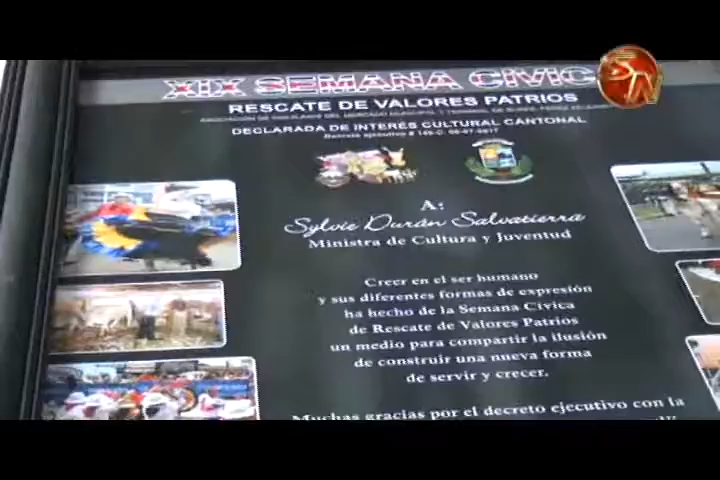 XIX SEMANA CIVIC
RESCATE DE VALORES PATRIOS
DECLARADA DE INTERÉS CULTURAL CANTONAL
A:
Sylvie Durán Salvatierra
Ministra de Cultura y Juventud
Creer en el ser humano
y sus diferentes formas de expresión
ha hecho de la Semana Cívica
de Rescate de Valores Patrios
un medio para compartir la ilusión
de construir una nueva forma
de servir y crecer.
Muchas gracias por el decreto ejecutivo con la